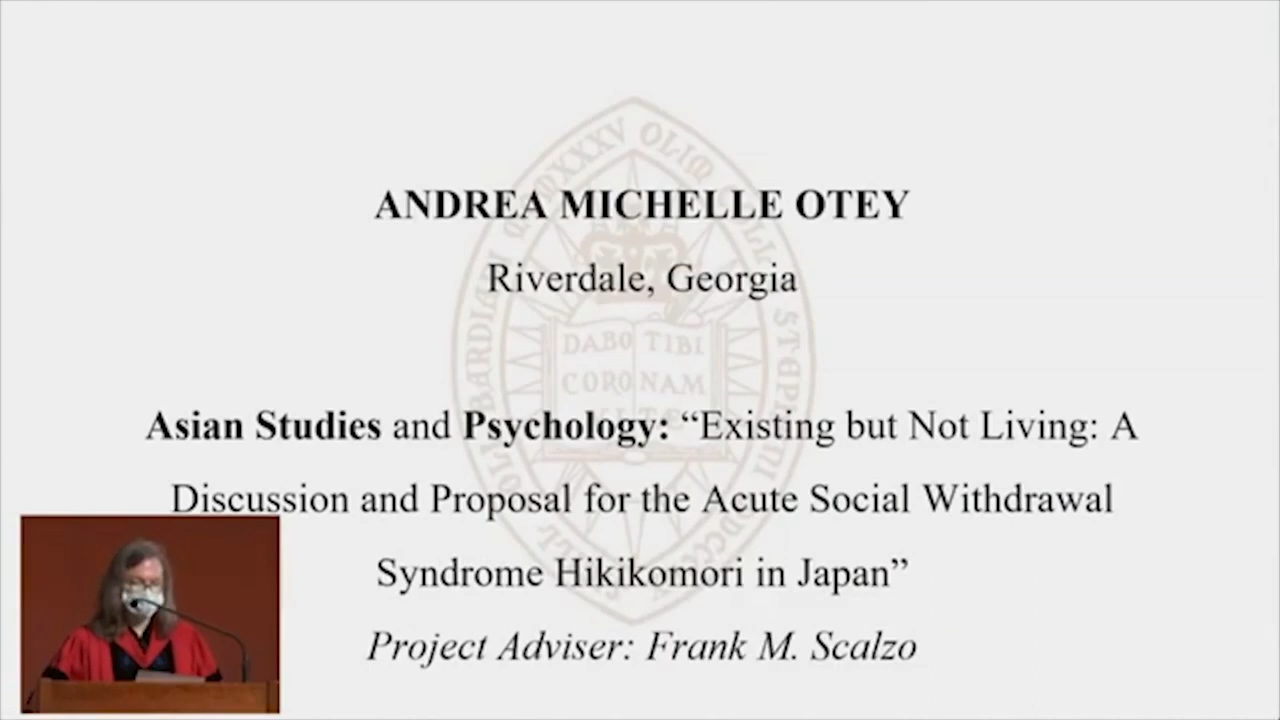 ANDREA MICHELLE OTEY
Riverdale, Georgia
DABO TIBI
CORONAM
Asian Studies and Psychology: “Existing but Not Living: A
Discussion and Proposal for the Acute Social Withdrawal
Syndrome Hikikomori in Japan”
Project Adviser: Frank M. Scalzo